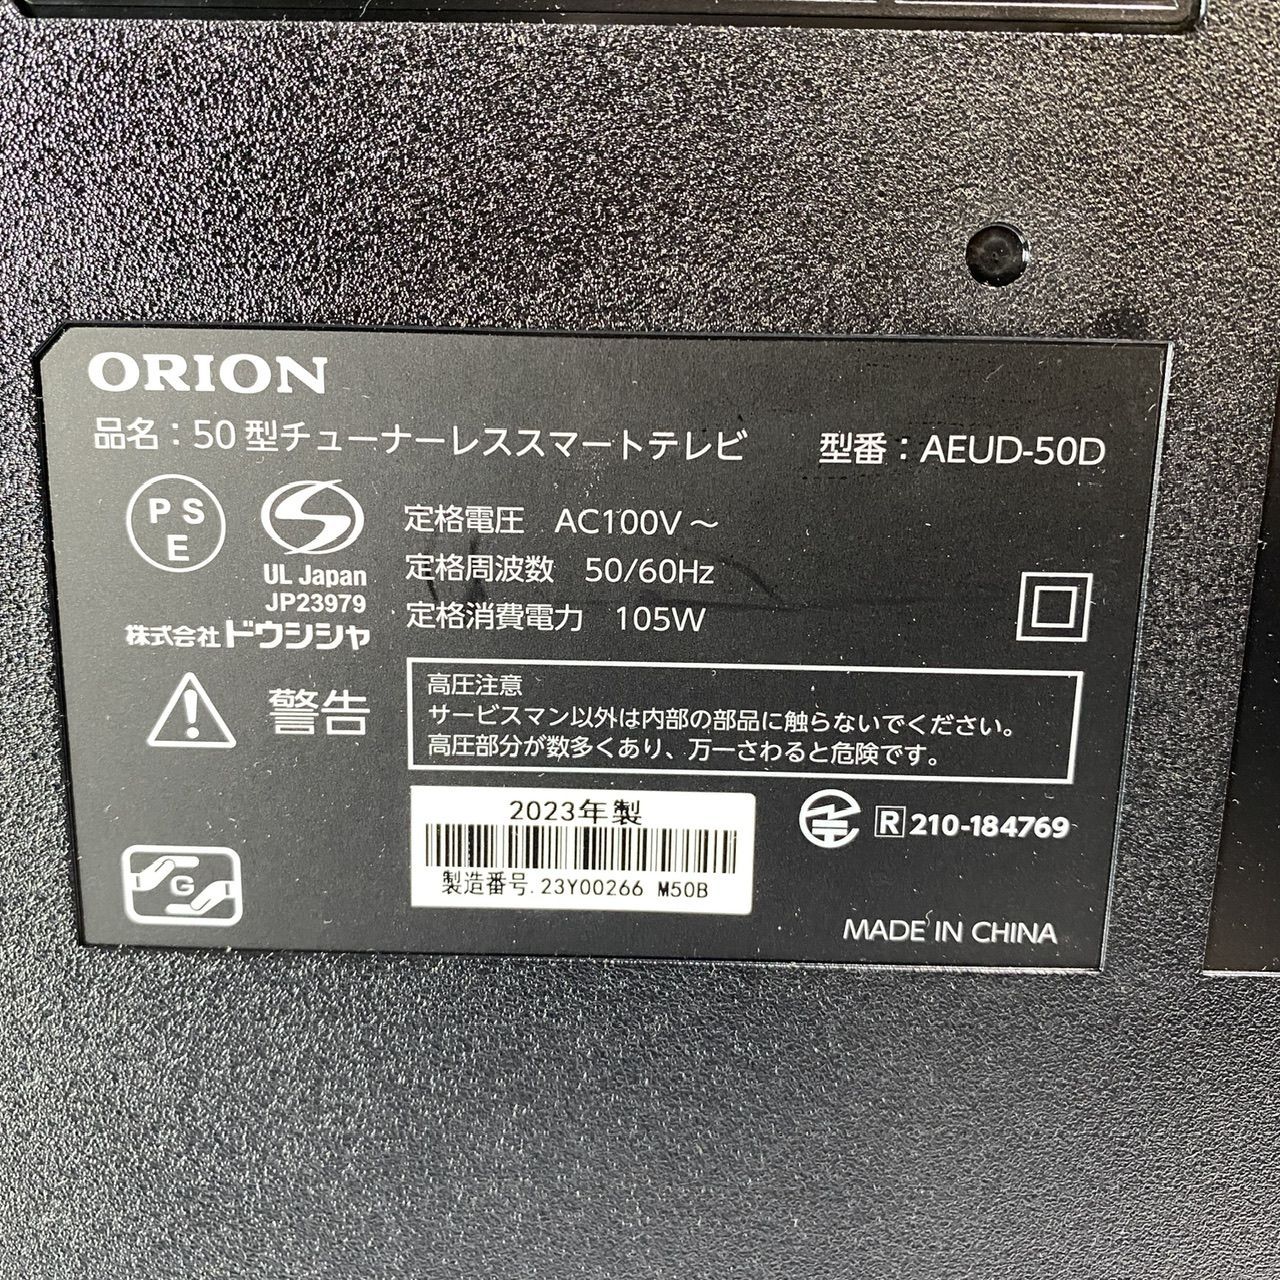 ORION
品名：50型チューナーレススマートテレビ 型番：AEUD-50D
PS
E
UL Japan
JP23979
株式会社ドウシシャ
定格電圧 AC100V～
定格周波数 50/60Hz
定格消費電力 105W
警告
高圧注意
サービスマン以外は内部の部品に触らないでください。
高圧部分が数多くあり、万一さわると危険です。
G
2023年製
製造番号.23Y00266 M50B
R 210-184769
MADE IN CHINA